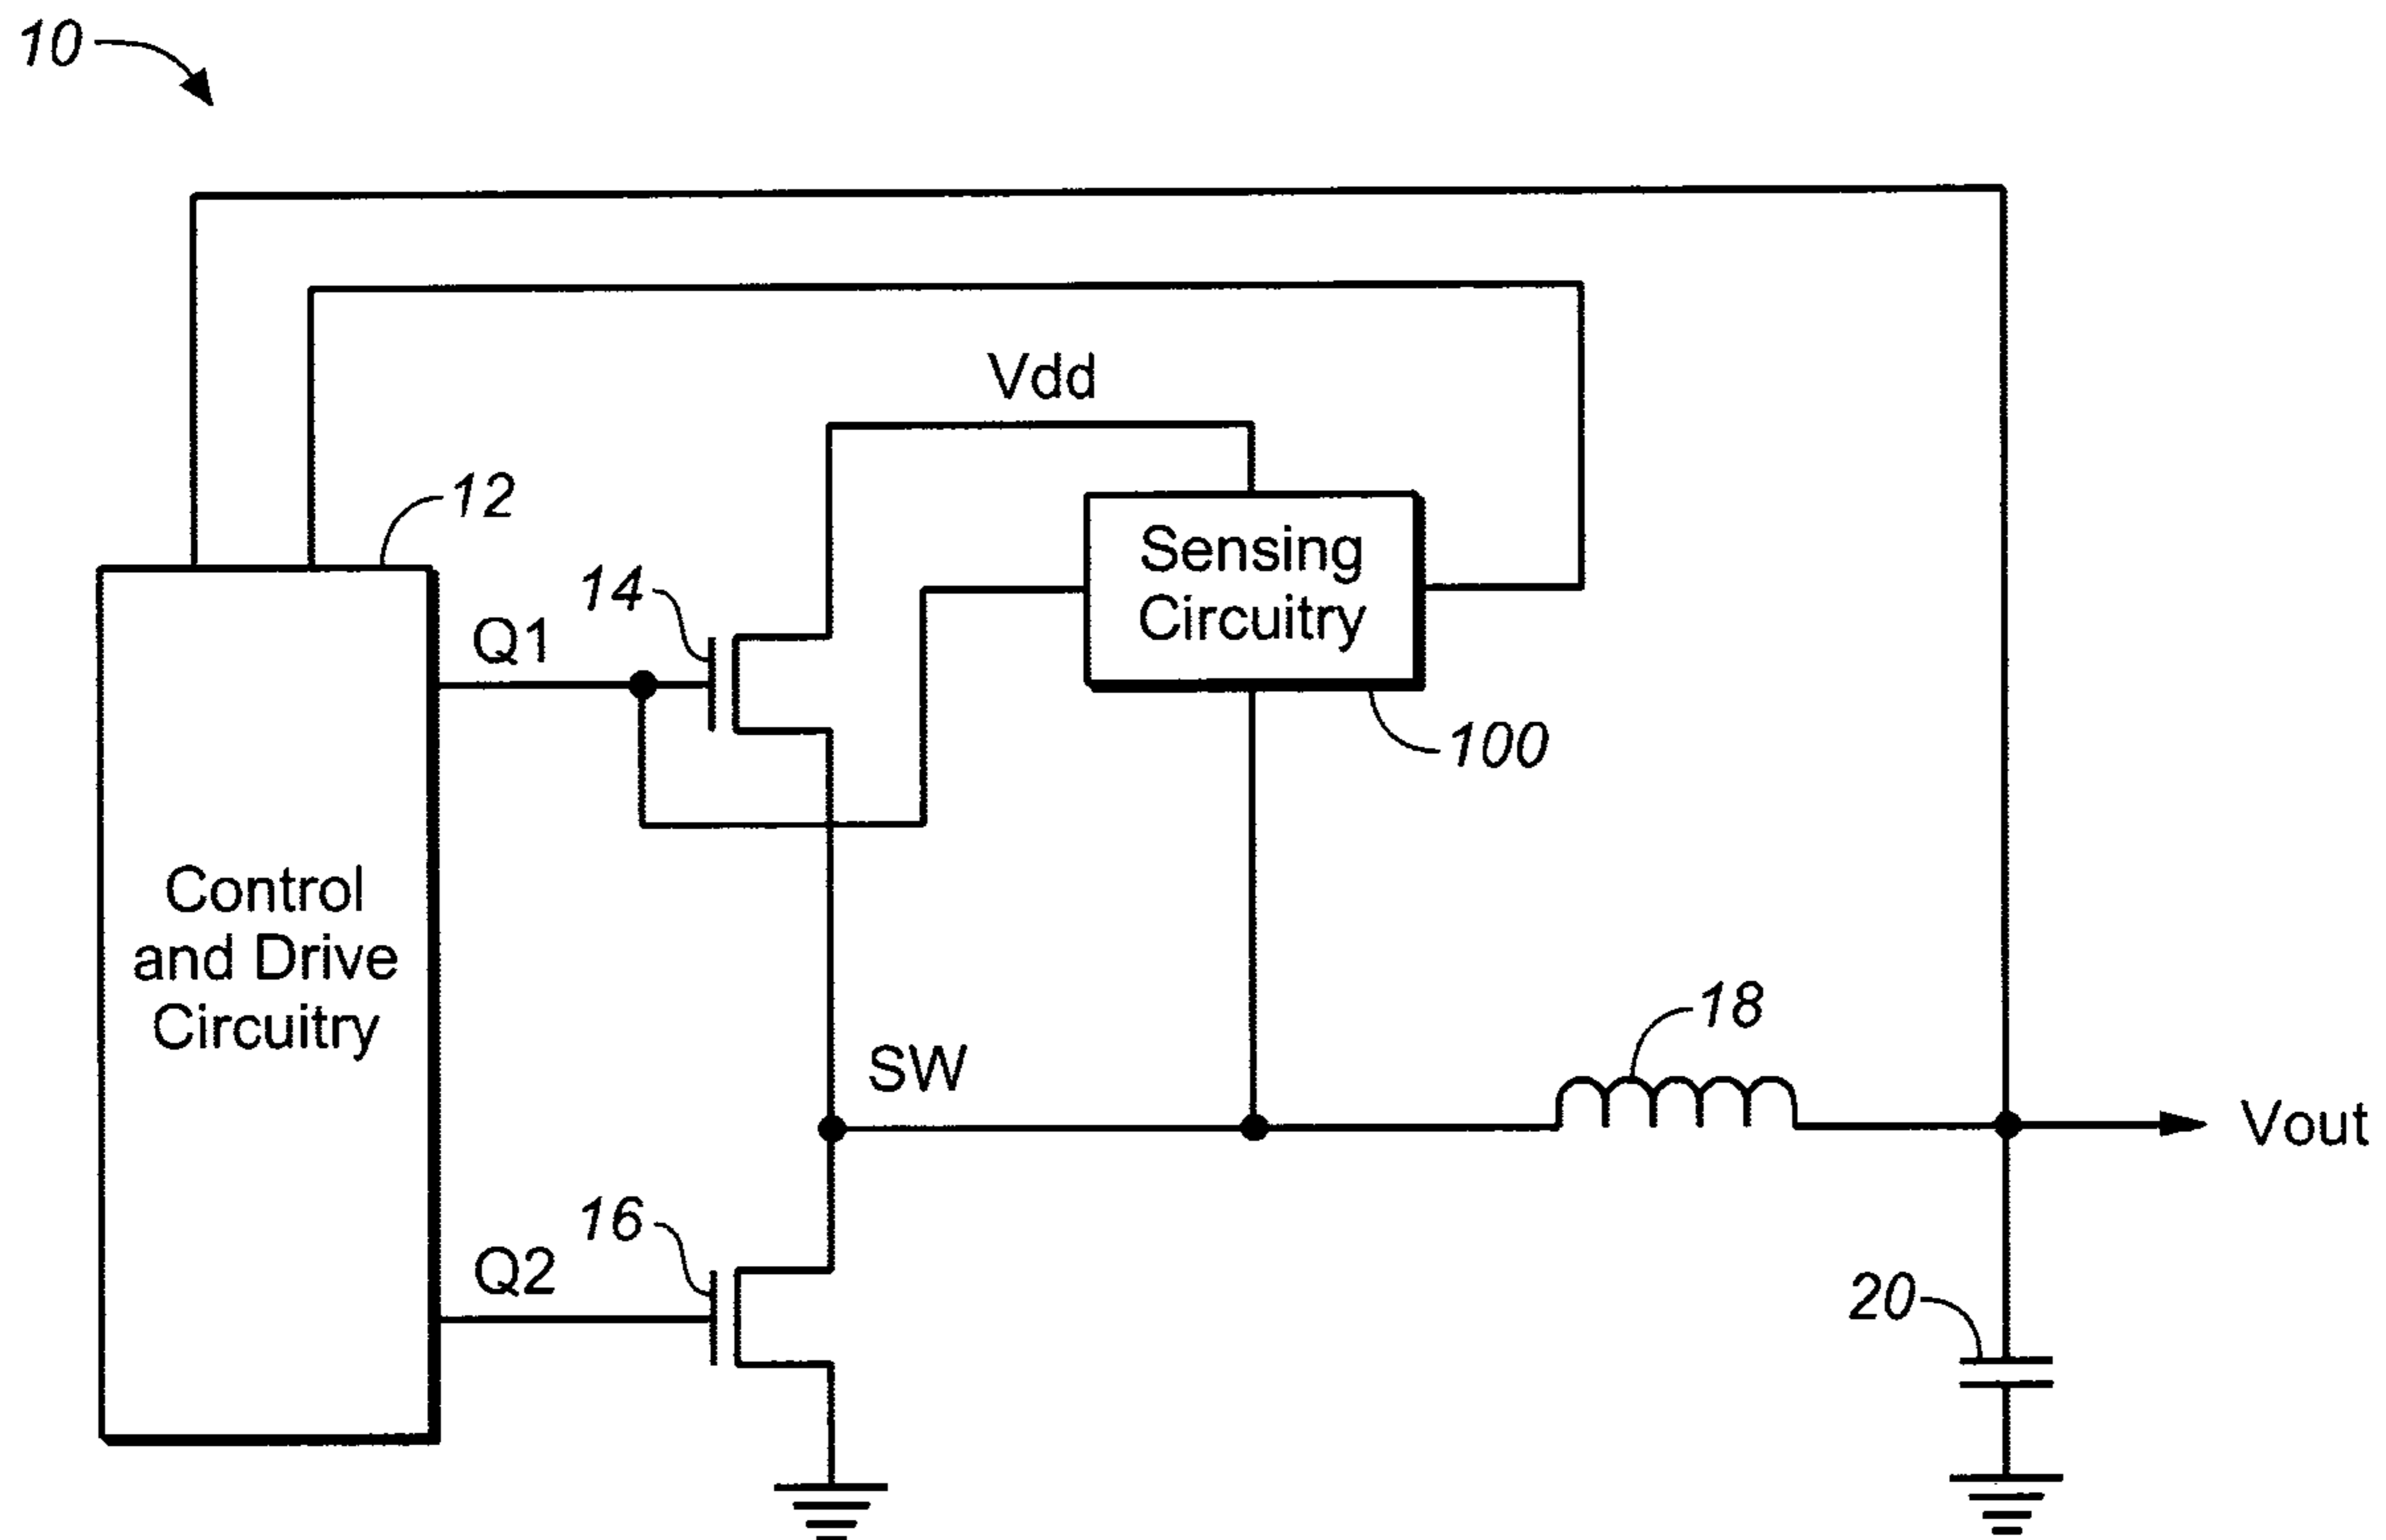 10
Vdd
12
Sensing
Circuitry
14
Q1
100
Control
and Drive
Circuitry
18
SW
Vout
16
Q2
20